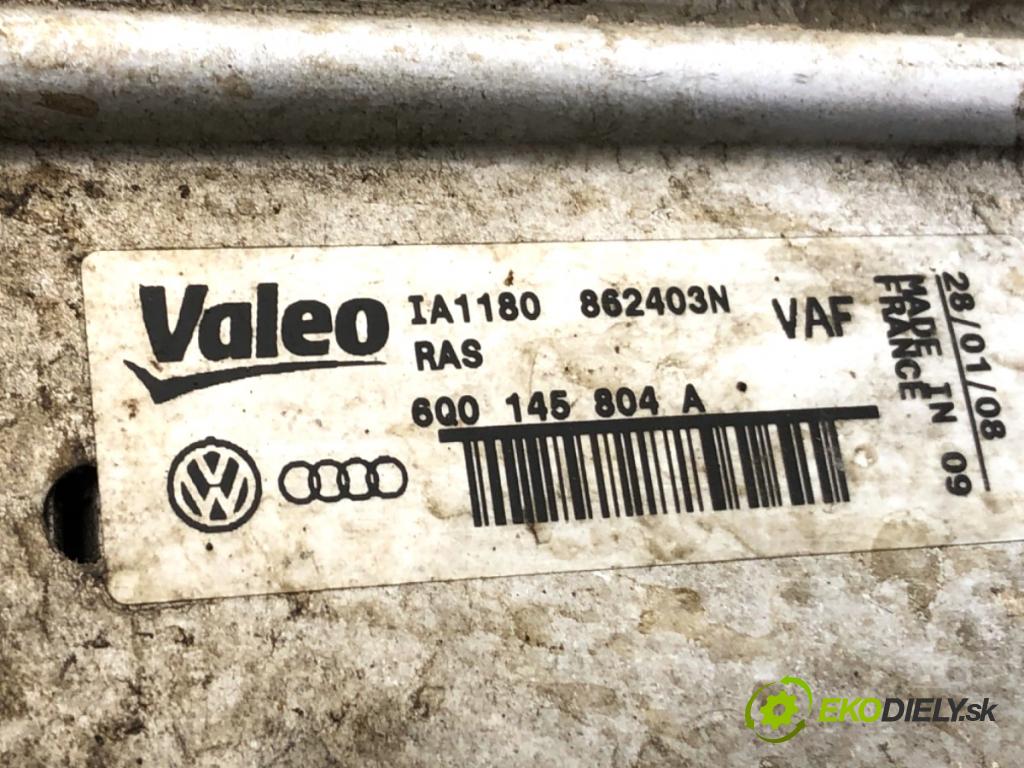 Valeo IA1180 862403N VAF
RAS
6Q0 145 804 A
28/01/08
MADE IN 09
FRANCE
EKODIELY.sk